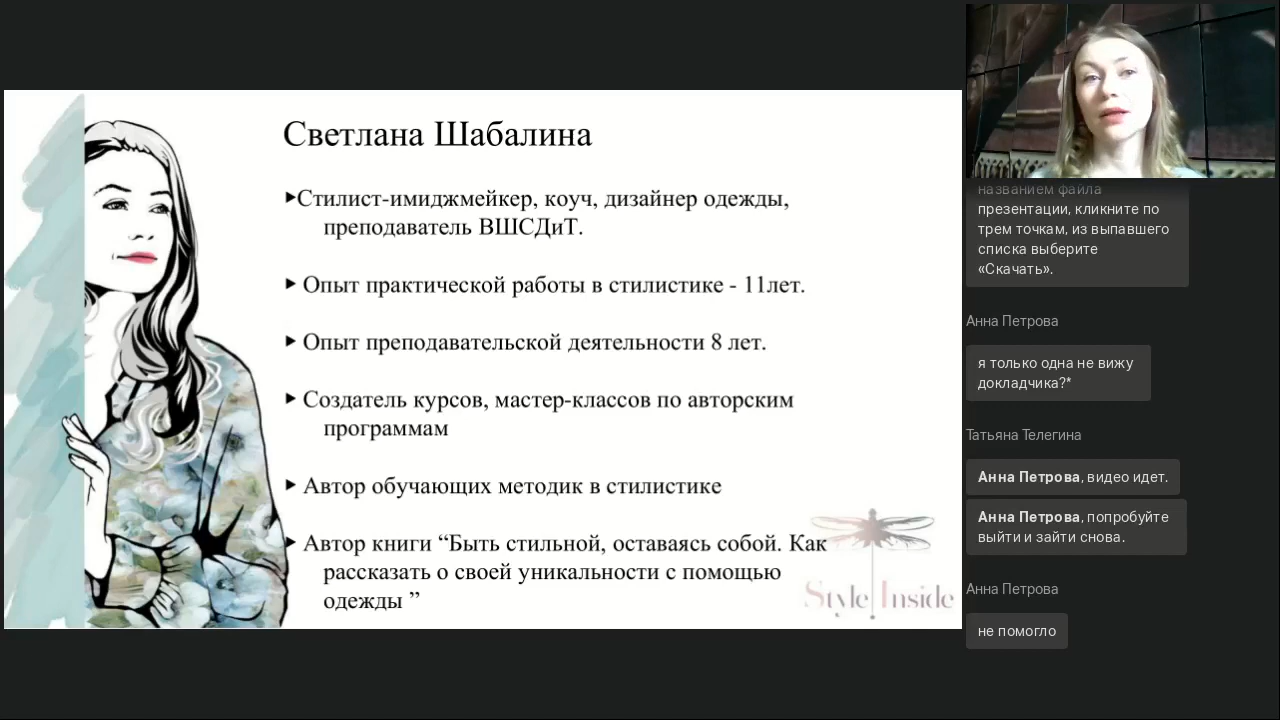 Светлана Шабалина
Стилист-имиджмейкер, коуч, дизайнер одежды,
преподаватель ВШСДиТ.
Опыт практической работы в стилистике - 11лет.
Опыт преподавательской деятельности 8 лет.
Создатель курсов, мастер-классов по авторским
программам
Автор обучающих методик в стилистике
Автор книги “Быть стильной, оставаясь собой. Как
рассказать о своей уникальности с помощью
одежды ”
Style Inside
названием файла
презентации, кликните по
трем точкам, из выпавшего
списка выберите
«Скачать».
Анна Петрова
я только одна не вижу
докладчика?*
Татьяна Телегина
Анна Петрова, видео идет.
Анна Петрова, попробуйте
выйти и зайти снова.
Анна Петрова
не помогло